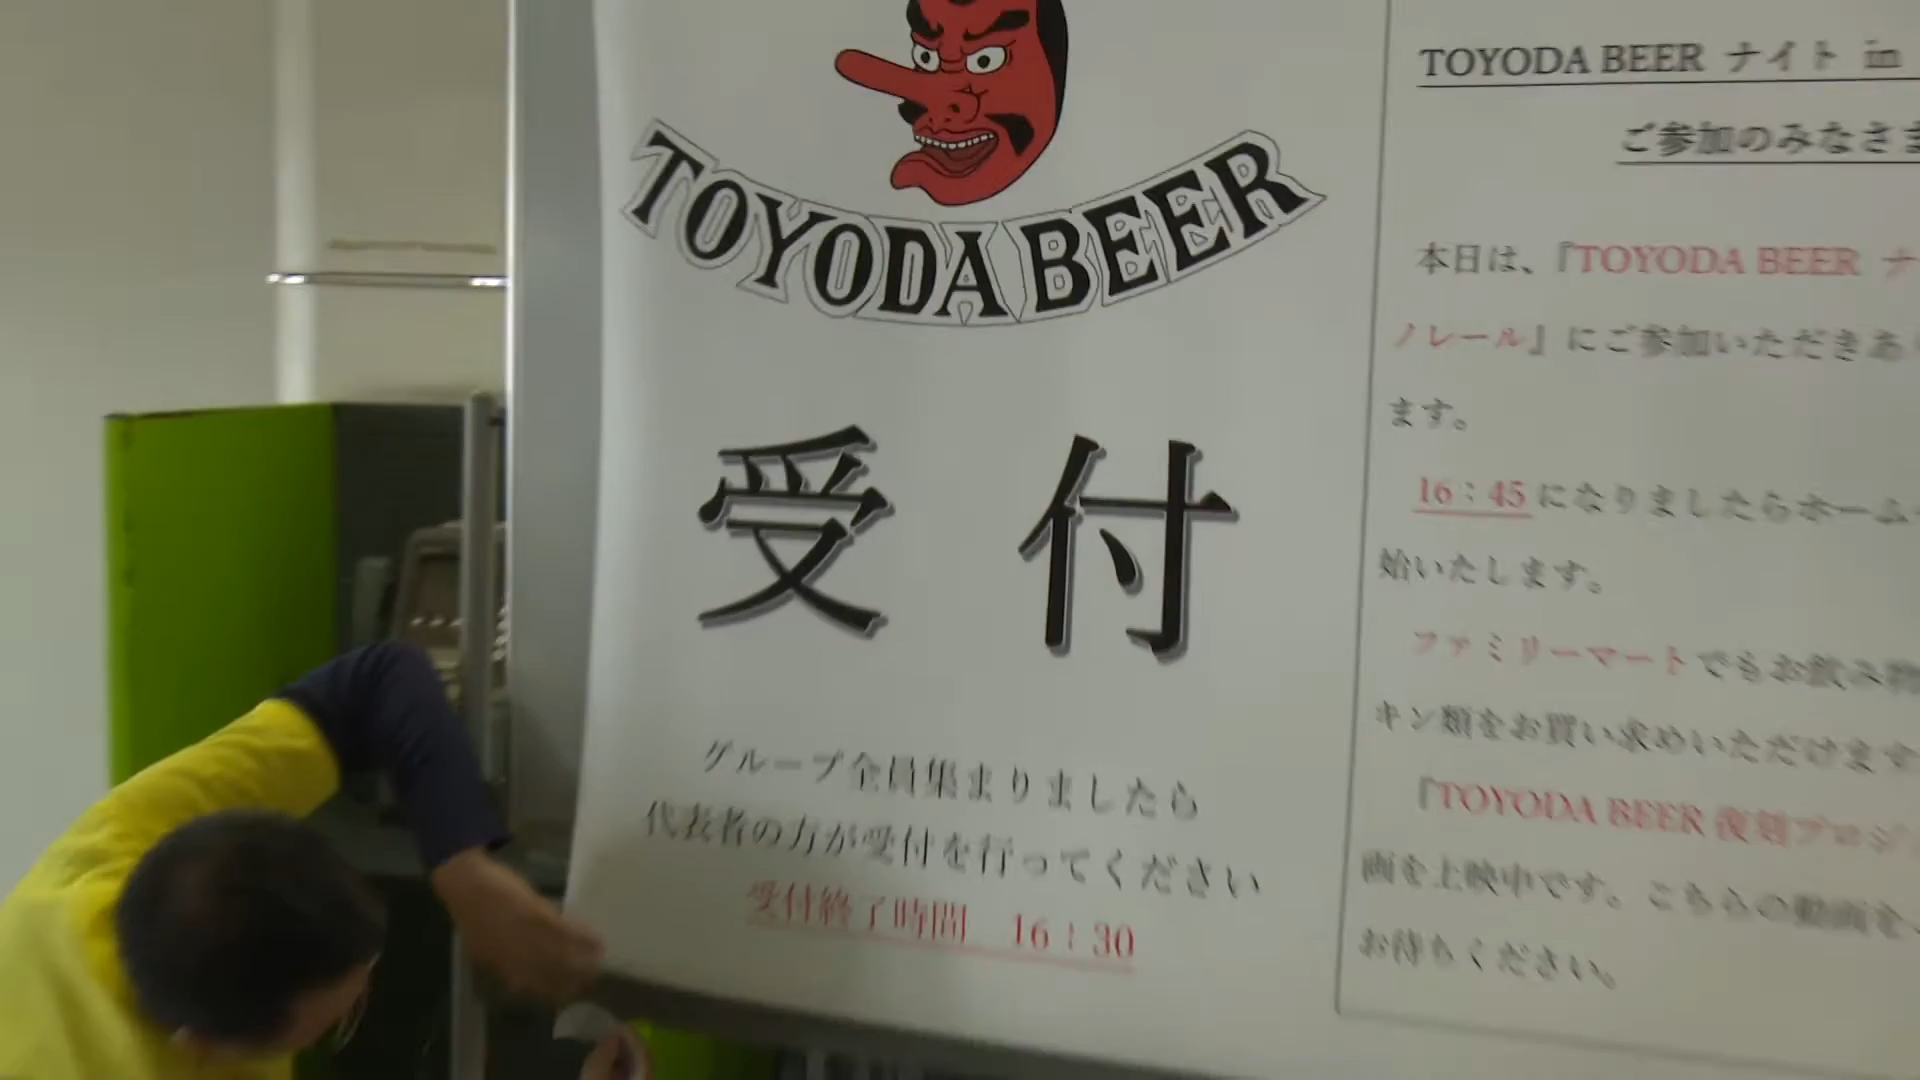 TOYODA BEER
受付
グループ全員集まりましたら
代表者の方が受付を行ってください
受付終了時間 16:30
TOYODA BEER ナイト in
ご参加のみなさま
本日は、『TOYODA BEER ナ
ノレール』にご参加いただきあり
ます。
16:45になりましたらホーム
始いたします。
ファミリーマートでもお飲み物
キン類をお買い求めいただけます
『TOYODA BEER 復刻プロジ
画を上映中です。こちらの動画を
お待ちください。